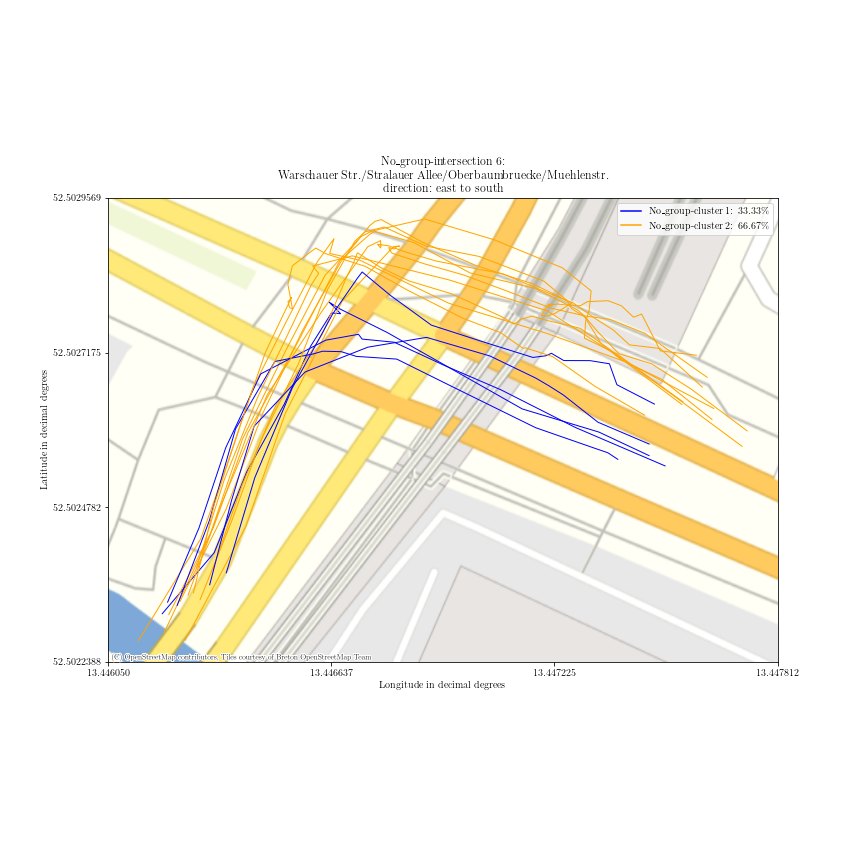 No_group-intersection 6:
Warschauer Str./Stralauer Allee/Oberbaumbruecke/Muehlenstr.
direction: east to south
52.5029569
52.5027175
52.5024782
52.5022388
Latitude in decimal degrees
No_group-cluster 1: 33.33%
No_group-cluster 2: 66.67%
(C) OpenStreetMap contributors, Tiles courtesy of Breton OpenStreetMap Team
13.446050
13.446637
13.447225
13.447812
Longitude in decimal degrees